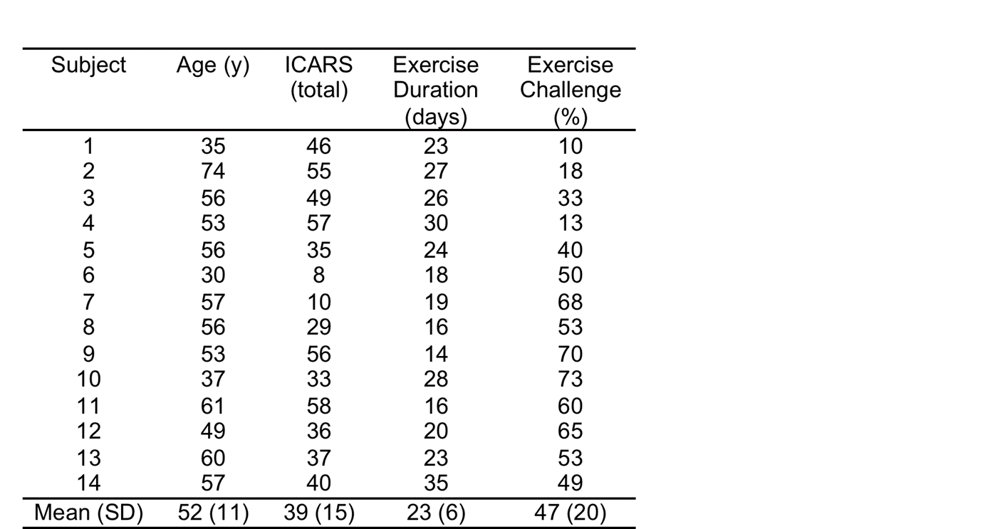 Subject Age (y) ICARS Exercise Exercise
(total) Duration Challenge
(days) (%)
1 35 46 23 10
2 74 55 27 18
3 56 49 26 33
4 53 57 30 13
5 56 35 24 40
6 30 8 18 50
7 57 10 19 68
8 56 29 16 53
9 53 56 14 70
10 37 33 28 73
11 61 58 16 60
12 49 36 20 65
13 60 37 23 53
14 57 40 35 49
Mean (SD) 52 (11) 39 (15) 23 (6) 47 (20)